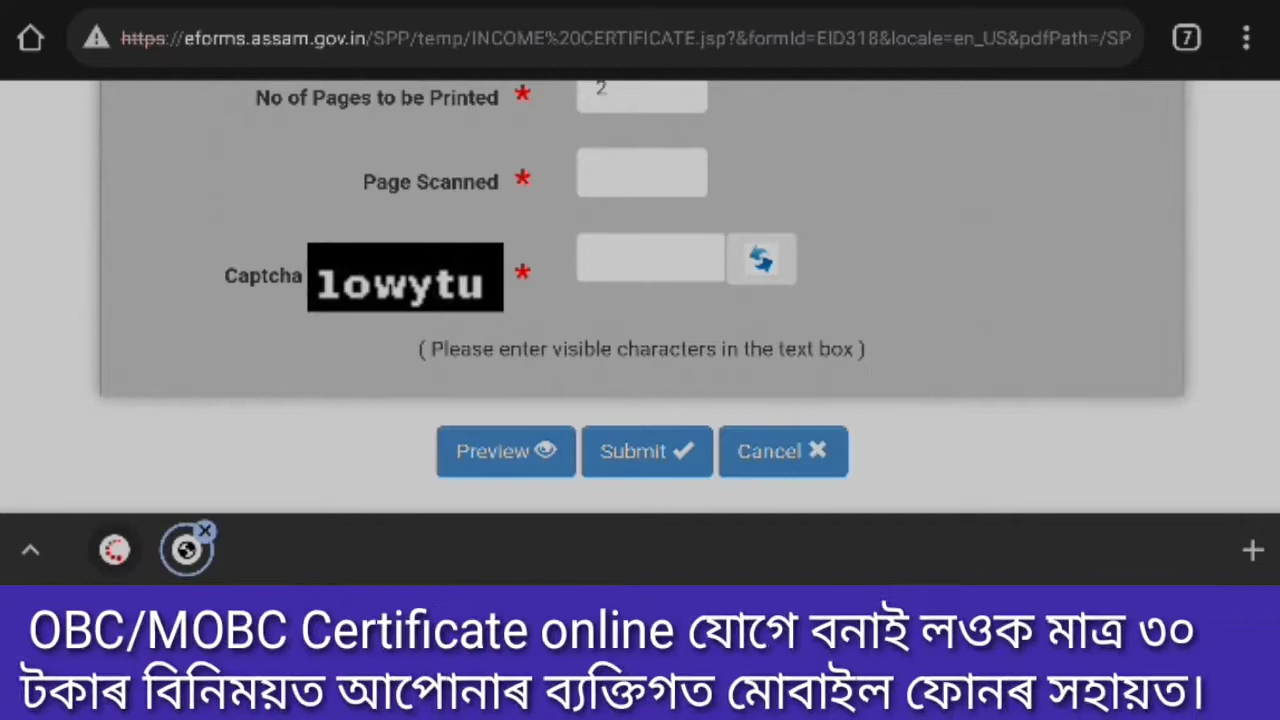 https://eforms.assam.gov.in/SPP/temp/INCOME%20CERTIFICATE.jsp?&formId=EID318&locale=en_US&pdfPath=/SP
7
No of Pages to be Printed * 2
Page Scanned *
Captcha lowytu *
( Please enter visible characters in the text box )
Preview Submit Cancel
OBC/MOBC Certificate online যোগে বনাই লওক মাত্ৰ ৩০
টকাৰ বিনিময়ত আপোনাৰ ব্যক্তিগত মোবাইল ফোনৰ সহায়ত।